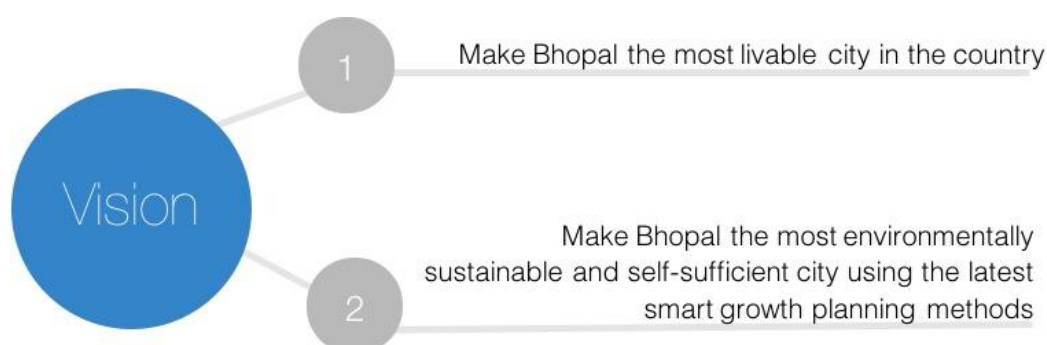 Vision
1
Make Bhopal the most livable city in the country
2
Make Bhopal the most environmentally
sustainable and self-sufficient city using the latest
smart growth planning methods